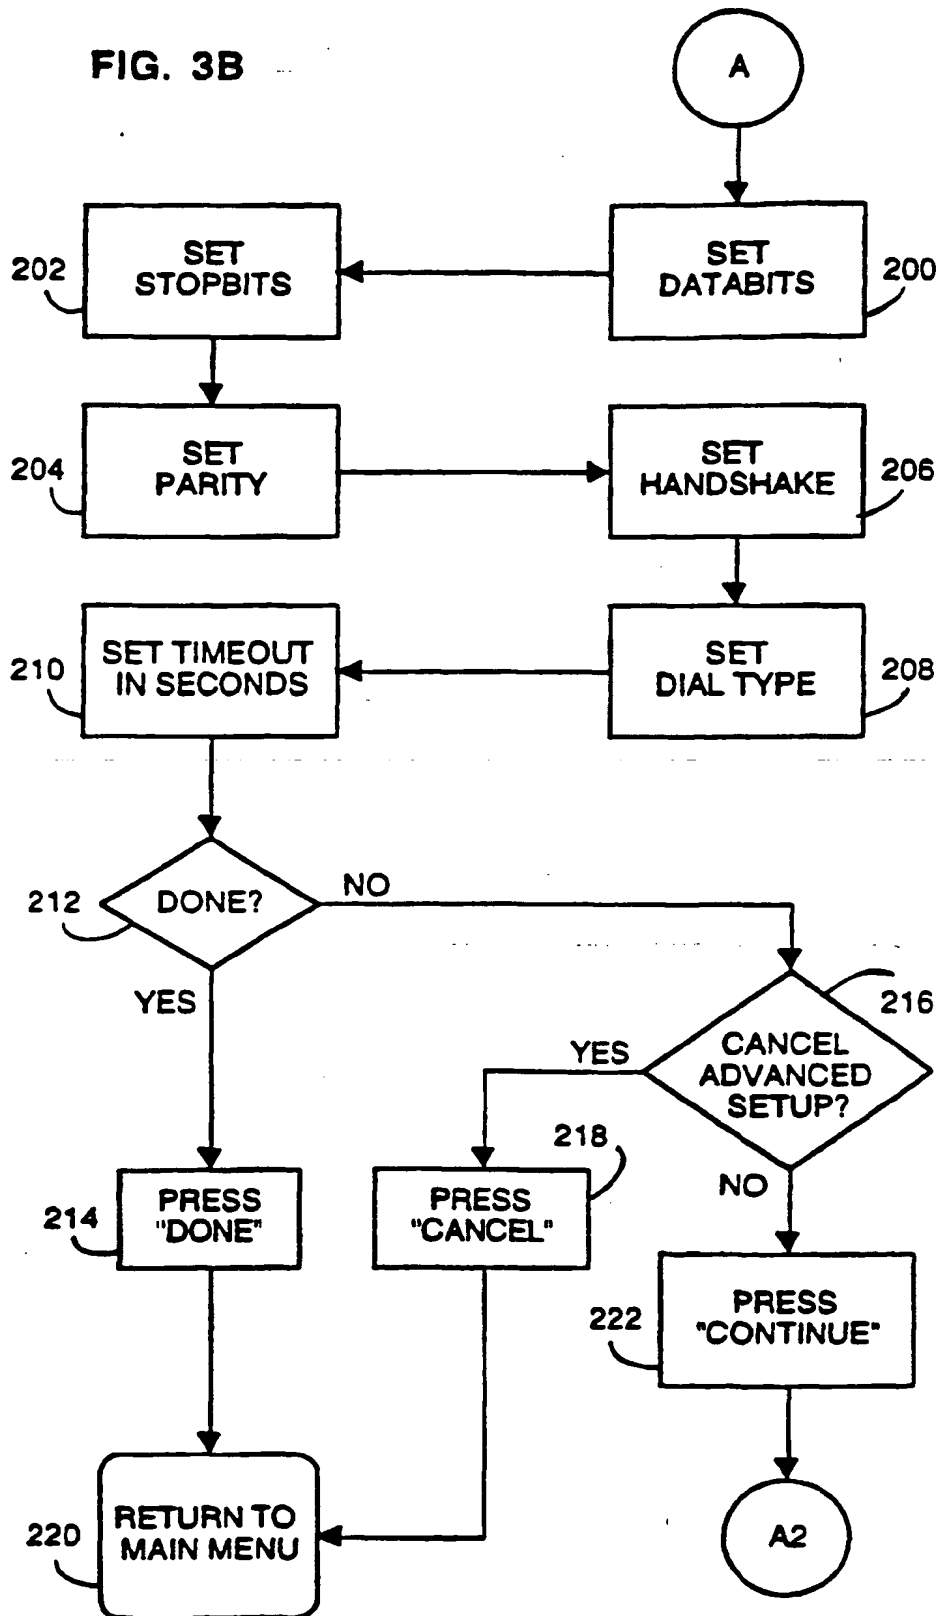 FIG. 3B
A
SET
DATABITS
200
SET
STOPBITS
202
SET
PARITY
204
SET
HANDSHAKE
206
SET
DIAL TYPE
208
SET TIMEOUT
IN SECONDS
210
DONE?
212
NO
YES
CANCEL
ADVANCED
SETUP?
216
YES
NO
PRESS
"DONE"
214
PRESS
"CANCEL"
218
PRESS
"CONTINUE"
222
RETURN TO
MAIN MENU
220
A2